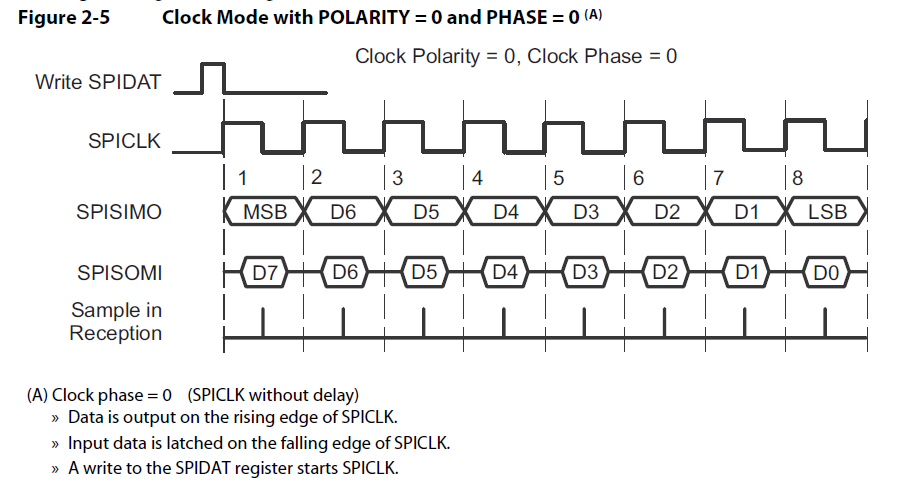 Figure 2-5 Clock Mode with POLARITY = 0 and PHASE = 0 (A)
Clock Polarity = 0, Clock Phase = 0
Write SPIDAT
SPICLK
1 2 3 4 5 6 7 8
SPISIMO MSB D6 D5 D4 D3 D2 D1 LSB
SPISOMI D7 D6 D5 D4 D3 D2 D1 D0
Sample in
Reception
(A) Clock phase = 0 (SPICLK without delay)
» Data is output on the rising edge of SPICLK.
» Input data is latched on the falling edge of SPICLK.
» A write to the SPIDAT register starts SPICLK.